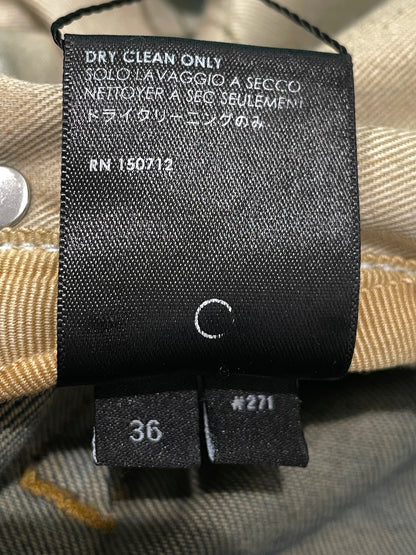 DRY CLEAN ONLY
SOLO LAVAGGIO A SECCO
NETTOYER A SEC SEULEMENT
ドライクリーニングのみ
RN 150712
C
36
#271